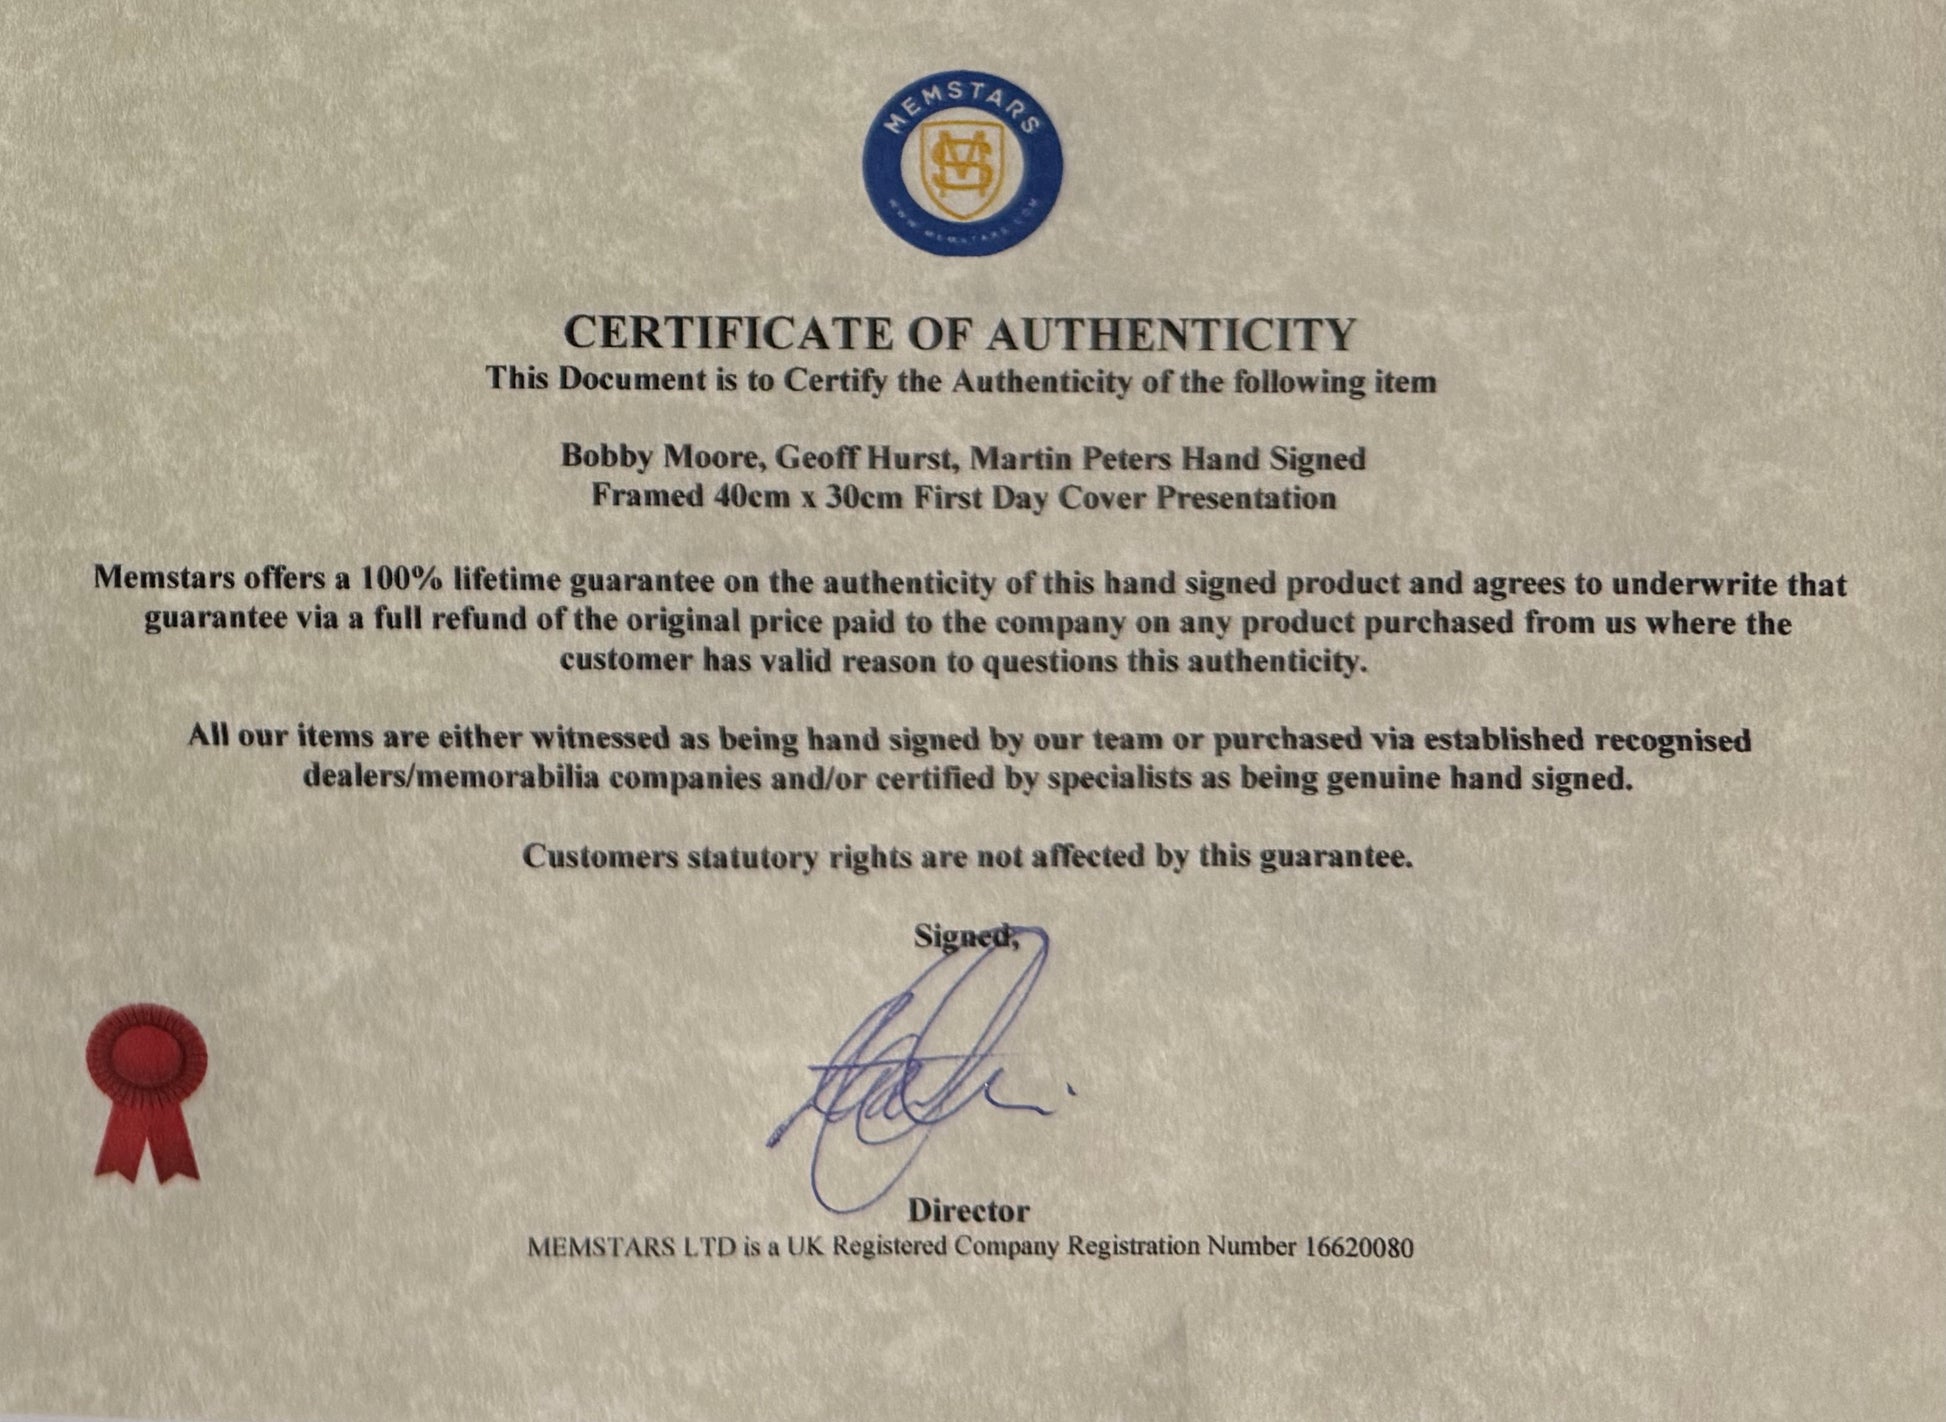 MEMSTARS
WWW.MEMSTARS.COM
CERTIFICATE OF AUTHENTICITY
This Document is to Certify the Authenticity of the following item
Bobby Moore, Geoff Hurst, Martin Peters Hand Signed
Framed 40cm x 30cm First Day Cover Presentation
Memstars offers a 100% lifetime guarantee on the authenticity of this hand signed product and agrees to underwrite that
guarantee via a full refund of the original price paid to the company on any product purchased from us where the
customer has valid reason to questions this authenticity.
All our items are either witnessed as being hand signed by our team or purchased via established recognised
dealers/memorabilia companies and/or certified by specialists as being genuine hand signed.
Customers statutory rights are not affected by this guarantee.
Signed,
Director
MEMSTARS LTD is a UK Registered Company Registration Number 16620080